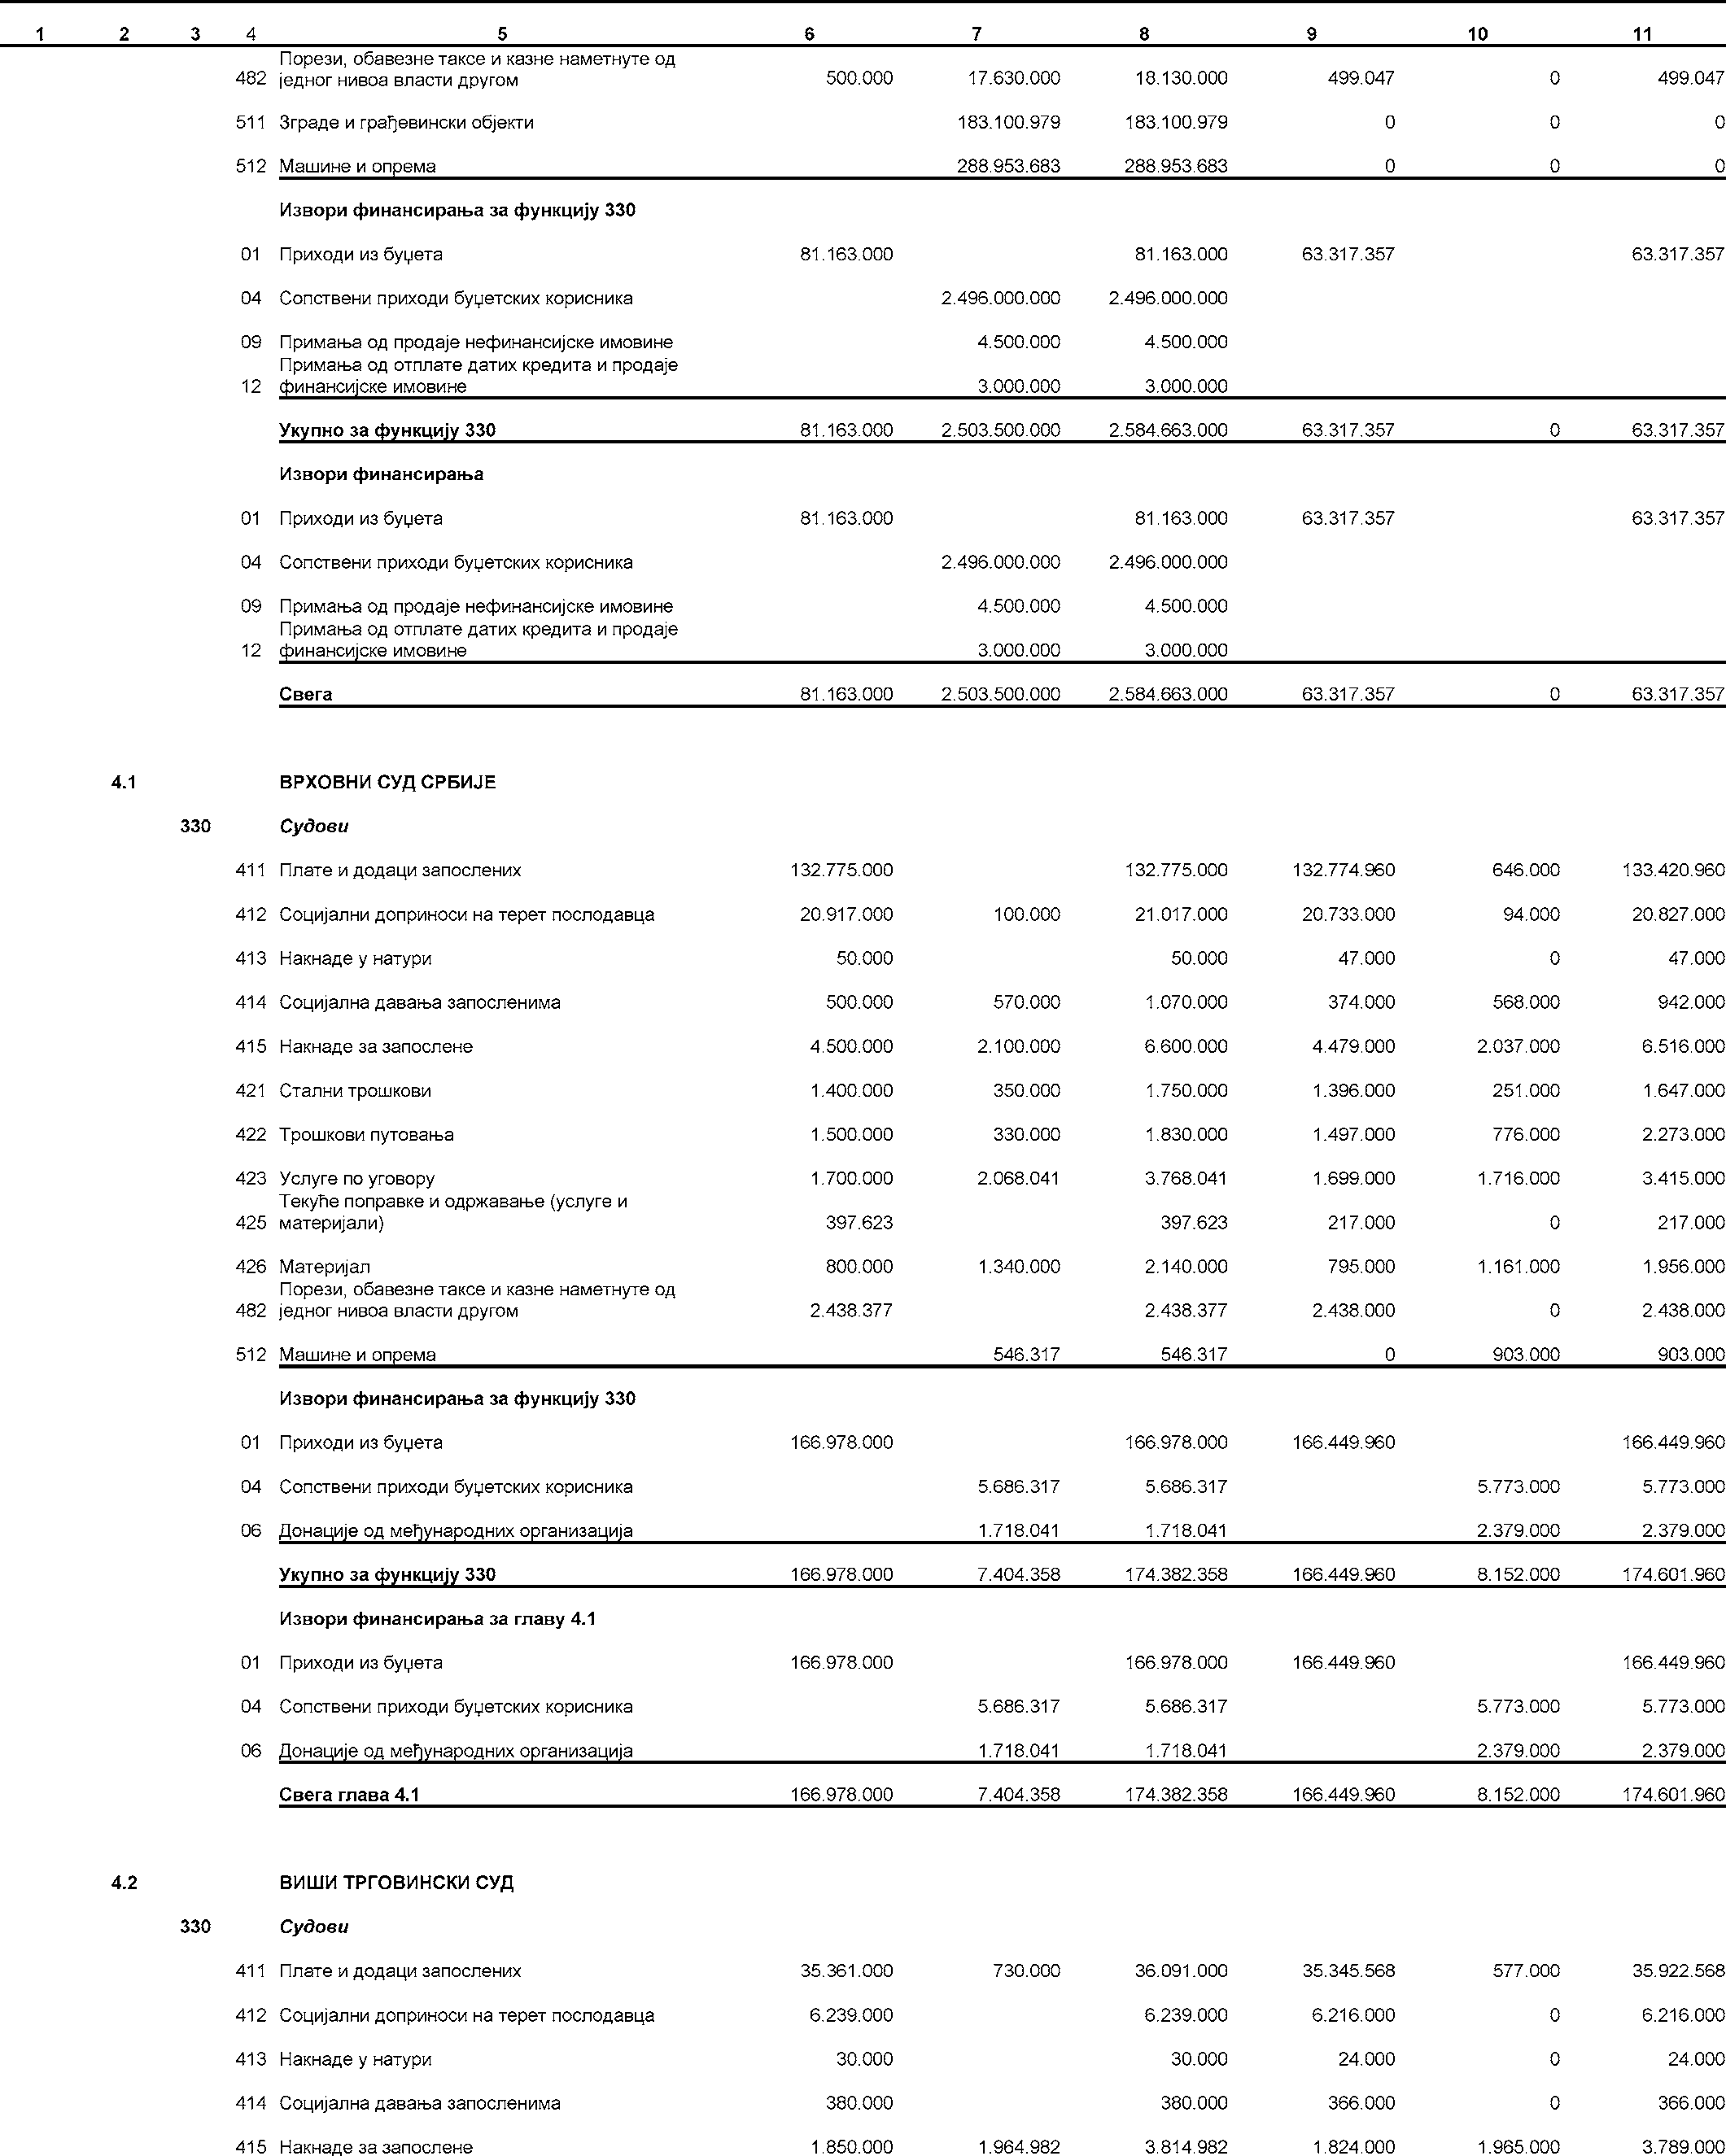 1 2 3 4 5 6 7 8 9 10 11
Порези, обавезне таксе и казне наметнуте од
482 једног нивоа власти другом 500.000 17.630.000 18.130.000 499.047 0 499.047
511 Зграде и грађевински објекти 183.100.979 183.100.979 0 0 0
512 Машине и опрема 288.953.683 288.953.683 0 0 0
Извори финансирања за функцију 330
01 Приходи из буџета 81.163.000 81.163.000 63.317.357 63.317.357
04 Сопствени приходи буџетских корисника 2.496.000.000 2.496.000.000
09 Примања од продаје нефинансијске имовине 4.500.000 4.500.000
Примања од отплате датих кредита и продаје
12 финансијске имовине 3.000.000 3.000.000
Укупно за функцију 330 81.163.000 2.503.500.000 2.584.663.000 63.317.357 0 63.317.357
Извори финансирања
01 Приходи из буџета 81.163.000 81.163.000 63.317.357 63.317.357
04 Сопствени приходи буџетских корисника 2.496.000.000 2.496.000.000
09 Примања од продаје нефинансијске имовине 4.500.000 4.500.000
Примања од отплате датих кредита и продаје
12 финансијске имовине 3.000.000 3.000.000
Свега 81.163.000 2.503.500.000 2.584.663.000 63.317.357 0 63.317.357
4.1 ВРХОВНИ СУД СРБИЈЕ
330 Судови
411 Плате и додаци запослених 132.775.000 132.775.000 132.774.960 646.000 133.420.960
412 Социјални доприноси на терет послодавца 20.917.000 100.000 21.017.000 20.733.000 94.000 20.827.000
413 Накнаде у натури 50.000 50.000 47.000 0 47.000
414 Социјална давања запосленима 500.000 570.000 1.070.000 374.000 568.000 942.000
415 Накнаде за запослене 4.500.000 2.100.000 6.600.000 4.479.000 2.037.000 6.516.000
421 Стални трошкови 1.400.000 350.000 1.750.000 1.396.000 251.000 1.647.000
422 Трошкови путовања 1.500.000 330.000 1.830.000 1.497.000 776.000 2.273.000
423 Услуге по уговору 1.700.000 2.068.041 3.768.041 1.699.000 1.716.000 3.415.000
Текуће поправке и одржавање (услуге и
425 материјали) 397.623 397.623 217.000 0 217.000
426 Материјал 800.000 1.340.000 2.140.000 795.000 1.161.000 1.956.000
Порези, обавезне таксе и казне наметнуте од
482 једног нивоа власти другом 2.438.377 2.438.377 2.438.000 0 2.438.000
512 Машине и опрема 546.317 546.317 0 903.000 903.000
Извори финансирања за функцију 330
01 Приходи из буџета 166.978.000 166.978.000 166.449.960 166.449.960
04 Сопствени приходи буџетских корисника 5.686.317 5.686.317 5.773.000 5.773.000
06 Донације од међународних организација 1.718.041 1.718.041 2.379.000 2.379.000
Укупно за функцију 330 166.978.000 7.404.358 174.382.358 166.449.960 8.152.000 174.601.960
Извори финансирања за главу 4.1
01 Приходи из буџета 166.978.000 166.978.000 166.449.960 166.449.960
04 Сопствени приходи буџетских корисника 5.686.317 5.686.317 5.773.000 5.773.000
06 Донације од међународних организација 1.718.041 1.718.041 2.379.000 2.379.000
Свега глава 4.1 166.978.000 7.404.358 174.382.358 166.449.960 8.152.000 174.601.960
4.2 ВИШИ ТРГОВИНСКИ СУД
330 Судови
411 Плате и додаци запослених 35.361.000 730.000 36.091.000 35.345.568 577.000 35.922.568
412 Социјални доприноси на терет послодавца 6.239.000 6.239.000 6.216.000 0 6.216.000
413 Накнаде у натури 30.000 30.000 24.000 0 24.000
414 Социјална давања запосленима 380.000 380.000 366.000 0 366.000
415 Накнаде за запослене 1.850.000 1.964.982 3.814.982 1.824.000 1.965.000 3.789.000